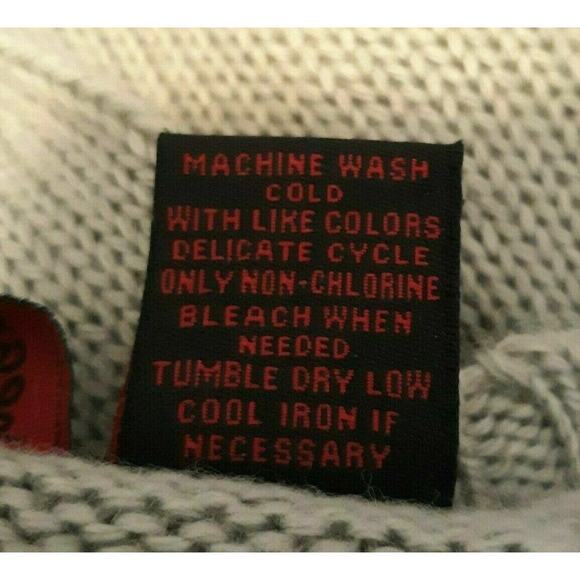 MACHINE WASH
COLD
WITH LIKE COLORS
DELICATE CYCLE
ONLY NON-CHLORINE
BLEACH WHEN
NEEDED
TUMBLE DRY LOW
COOL IRON IF
NECESSARY